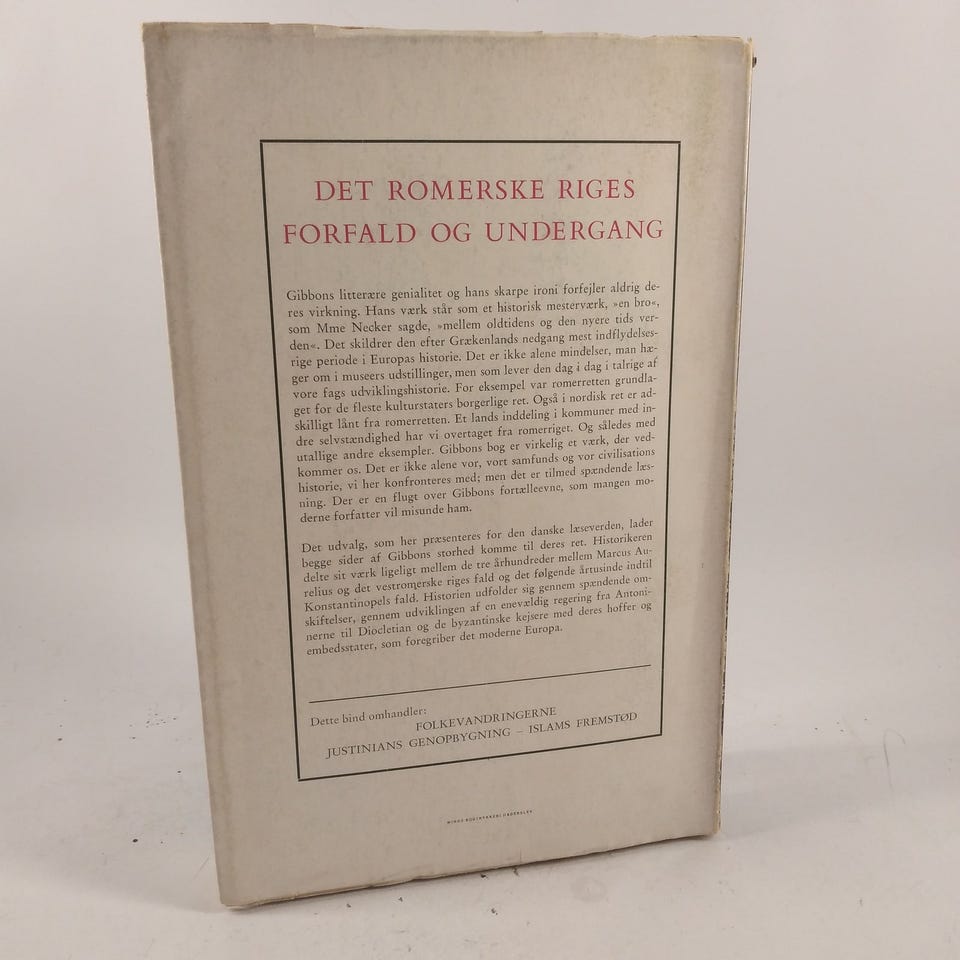 DET ROMERSKE RIGES
FORFALD OG UNDERGANG
Gibbons litterære genialitet og hans skarpe ironi forfejler aldrig de-
res virkning. Hans værk står som et historisk mesterværk, »en bro«,
som Mme Necker sagde, »mellem oldtidens og den nyere tids ver-
den«. Det skildrer den efter Grækenlands nedgang mest indflydelses-
rige periode i Europas historie. Det er ikke alene mindelser, man hæ-
ger om i museers udstillinger, men som lever den dag i dag i talrige af
vore fags udviklingshistorie. For eksempel var romerretten grundla-
get for de fleste kulturstaters borgerlige ret. Også i nordisk ret er ad-
skilligt lånt fra romerretten. Et lands inddeling i kommuner med in-
dre selvstændighed har vi overtaget fra romerriget. Og således med
utallige andre eksempler. Gibbons bog er virkelig et værk, der ved-
kommer os. Det er ikke alene vor, vort samfunds og vor civilisations
historie, vi her konfronteres med; men det er tilmed spændende læs-
ning. Der er en flugt over Gibbons fortælleevne, som mangen mo-
derne forfatter vil misunde ham.
Det udvalg, som her præsenteres for den danske læseverden, lader
begge sider af Gibbons storhed komme til deres ret. Historikeren
delte sit værk ligeligt mellem de tre århundreder mellem Marcus Au-
relius og det vestromerske riges fald og det følgende årtusinde indtil
Konstantinopels fald. Historien udfolder sig gennem spændende om-
skiftelser, gennem udviklingen af en enevældig regering fra Antoni-
nerne til Diocletian og de byzantinske kejsere med deres hoffer og
embedsstater, som foregriber det moderne Europa.
Dette bind omhandler:
FOLKEVANDRINGERNE
JUSTINIANS GENOPBYGNING – ISLAMS FREMSTØD